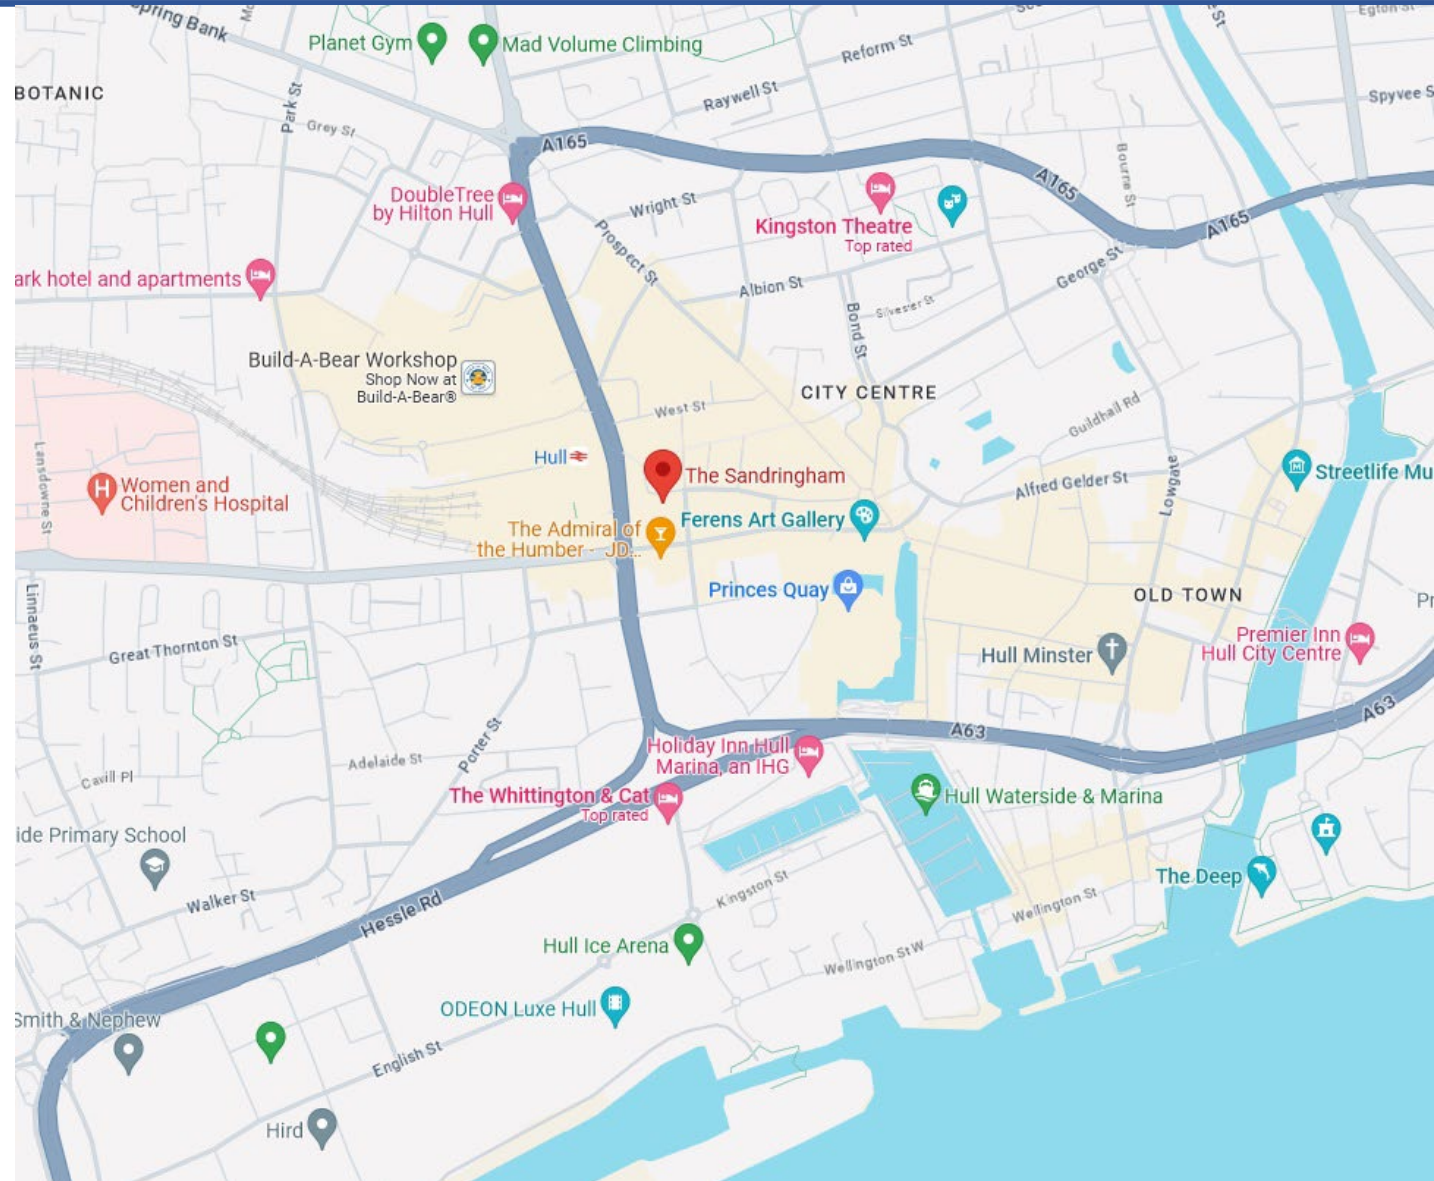 Spring Bank
Planet Gym
Mad Volume Climbing
Reform St
Egton St
BOTANIC
Park St
Grey St
Raywell St
Spyvee S
A165
A165
A165
Bourne St
DoubleTree
by Hilton Hull
Wright St
Kingston Theatre
Top rated
Prospect St
George St
ark hotel and apartments
Albion St
Bond St
Silvester St
Build-A-Bear Workshop
Shop Now at
Build-A-Bear®
CITY CENTRE
West St
Guildhall Rd
Hull
Lansdowne St
Women and
Children's Hospital
The Sandringham
Alfred Gelder St
Lowgate
Streetlife Mu
The Admiral of
the Humber - JD...
Ferens Art Gallery
Princes Quay
OLD TOWN
Pr
Linnaeus St
Great Thornton St
Hull Minster
Premier Inn
Hull City Centre
A63
A63
Porter St
Adelaide St
Cavill Pl
Holiday Inn Hull
Marina, an IHG
The Whittington & Cat
Top rated
Hull Waterside & Marina
ide Primary School
Walker St
Hessle Rd
Kingston St
The Deep
Wellington St
Hull Ice Arena
Wellington St W
ODEON Luxe Hull
Smith & Nephew
English St
Hird